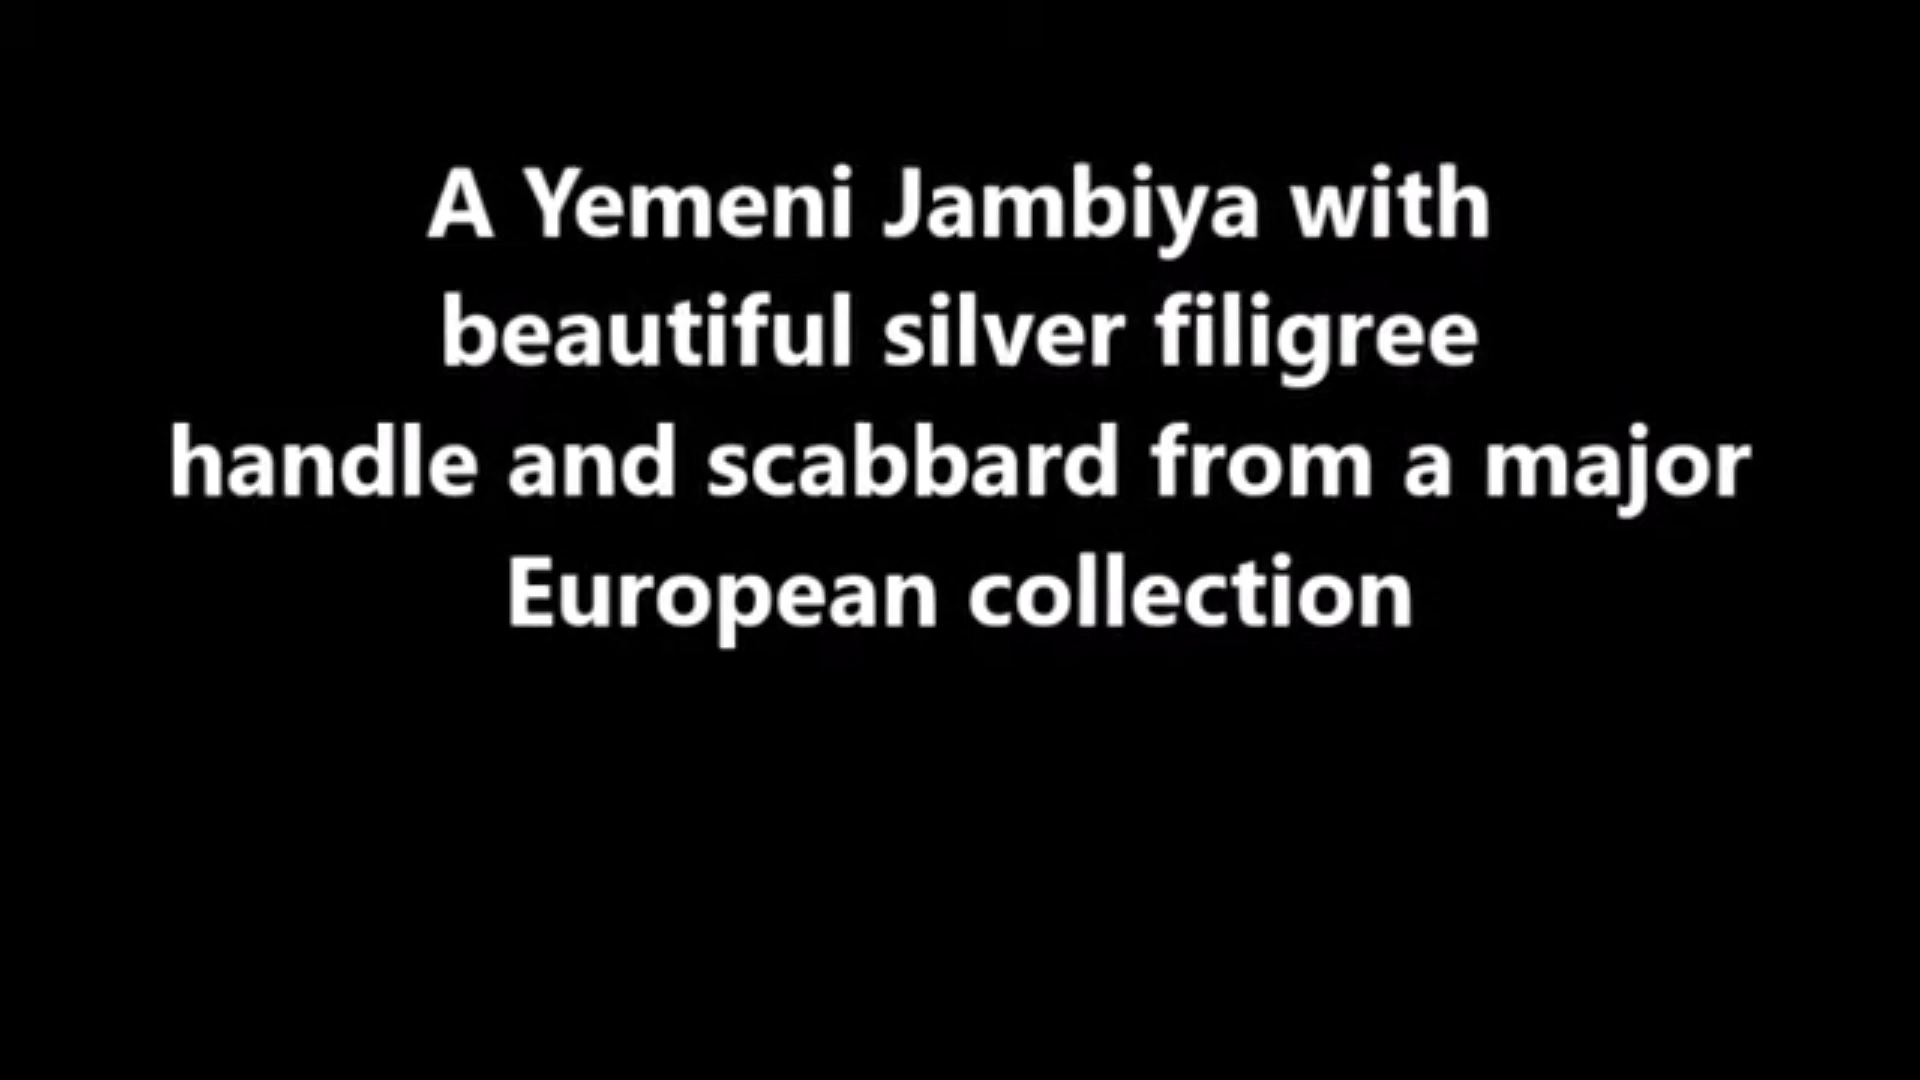 A Yemeni Jambiya with
beautiful silver filigree
handle and scabbard from a major
European collection